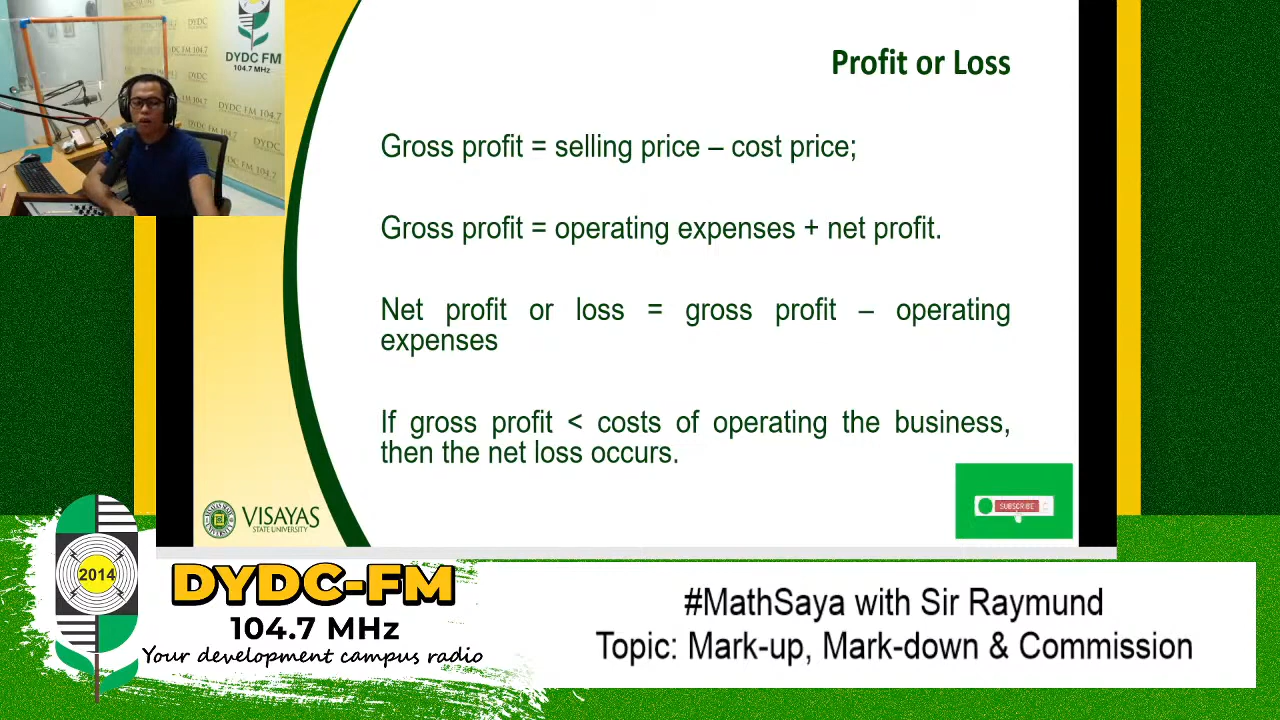 DYDC FM
104.7 MHz
Profit or Loss
Gross profit = selling price – cost price;
Gross profit = operating expenses + net profit.
Net profit or loss = gross profit – operating
expenses
If gross profit < costs of operating the business,
then the net loss occurs.
SUBSCRIBE
VISAYAS
STATE UNIVERSITY
2014
DYDC-FM
104.7 MHz
Your development campus radio
#MathSaya with Sir Raymund
Topic: Mark-up, Mark-down & Commission